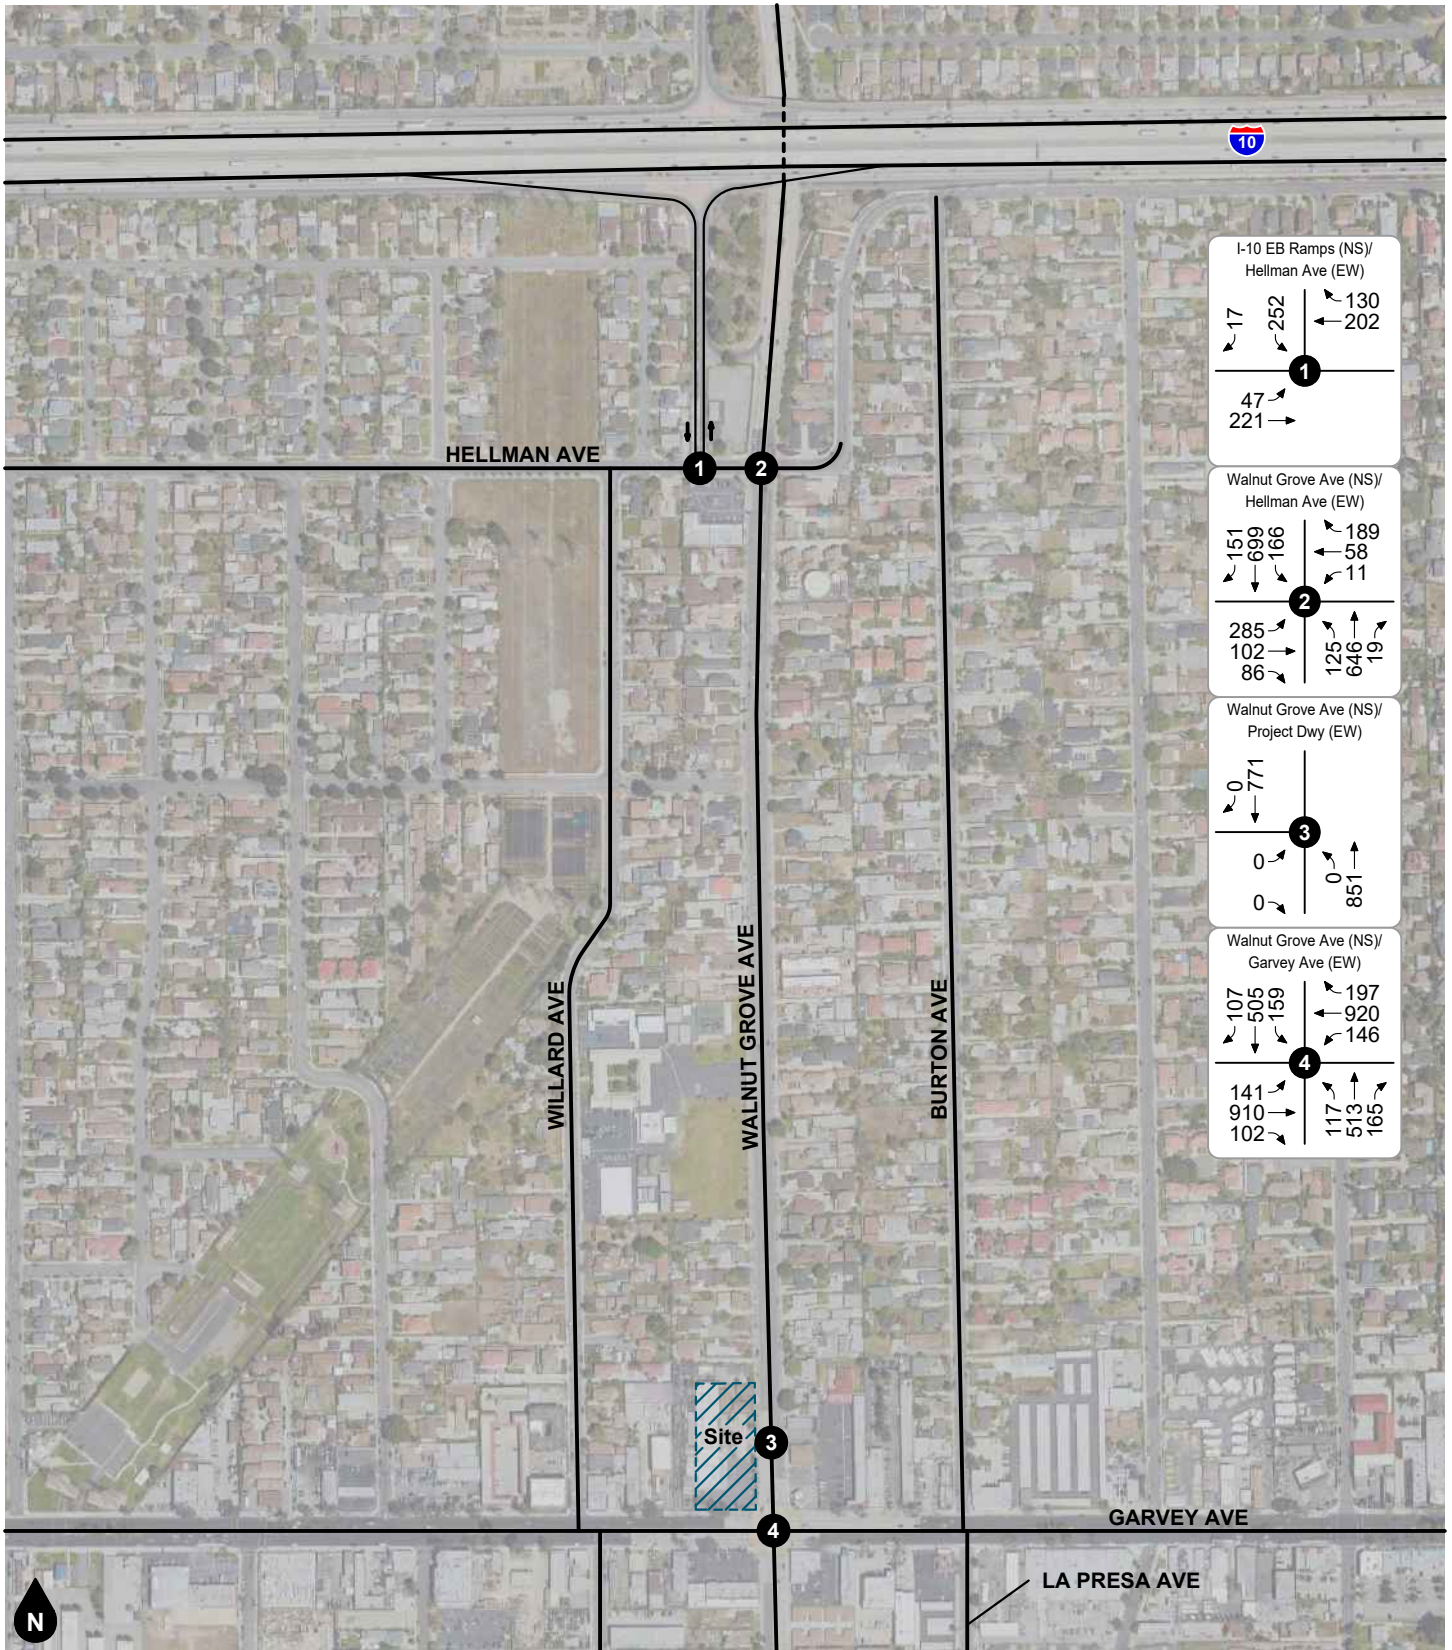 10
I-10 EB Ramps (NS)/
Hellman Ave (EW)
17
252
130
202
1
47
221
HELLMAN AVE
1
2
Walnut Grove Ave (NS)/
Hellman Ave (EW)
151
699
166
189
58
11
2
285
102
86
125
646
19
Walnut Grove Ave (NS)/
Project Dwy (EW)
0
771
3
0
0
0
851
Walnut Grove Ave (NS)/
Garvey Ave (EW)
107
505
159
197
920
146
4
141
910
102
117
513
165
WILLARD AVE
WALNUT GROVE AVE
BURTON AVE
Site
3
4
GARVEY AVE
LA PRESA AVE
N